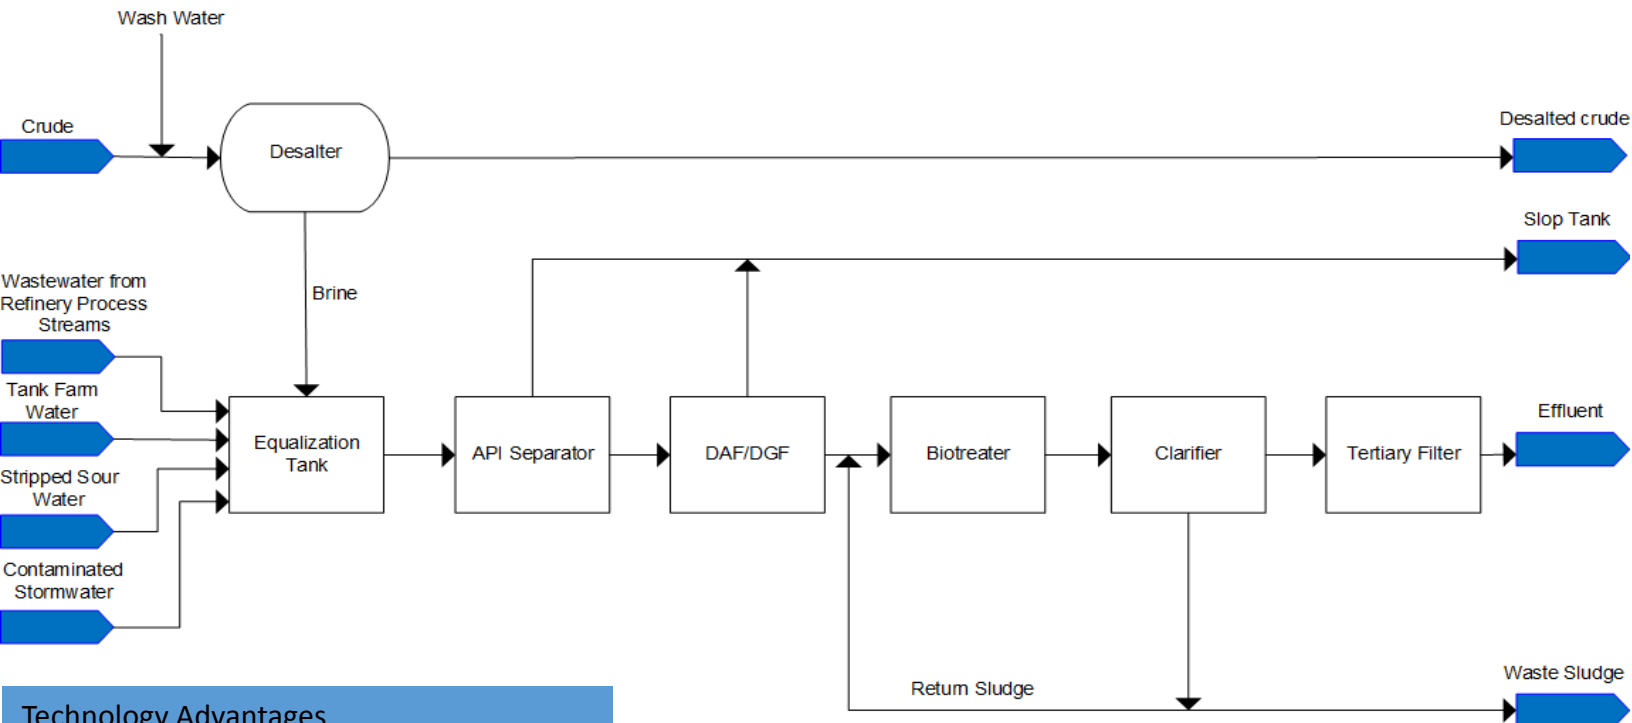 Wash Water
Crude
Desalter
Desalted crude
Slop Tank
Wastewater from
Refinery Process
Streams
Brine
Tank Farm
Water
Equalization
Tank
API Separator
DAF/DGF
Biotreater
Clarifier
Tertiary Filter
Effluent
Stripped Sour
Water
Contaminated
Stormwater
Return Sludge
Waste Sludge
Technology Advantages